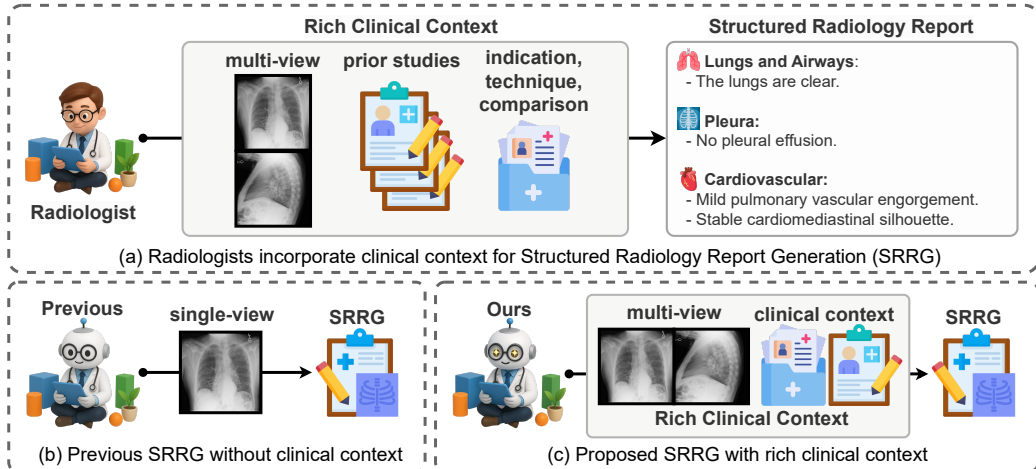 Rich Clinical Context
Structured Radiology Report
multi-view
prior studies
indication,
technique,
comparison
Radiologist
Lungs and Airways:
- The lungs are clear.
Pleura:
- No pleural effusion.
Cardiovascular:
- Mild pulmonary vascular engorgement.
- Stable cardiomediastinal silhouette.
(a) Radiologists incorporate clinical context for Structured Radiology Report Generation (SRRG)
Previous
single-view
SRRG
(b) Previous SRRG without clinical context
Ours
multi-view
clinical context
SRRG
Rich Clinical Context
(c) Proposed SRRG with rich clinical context